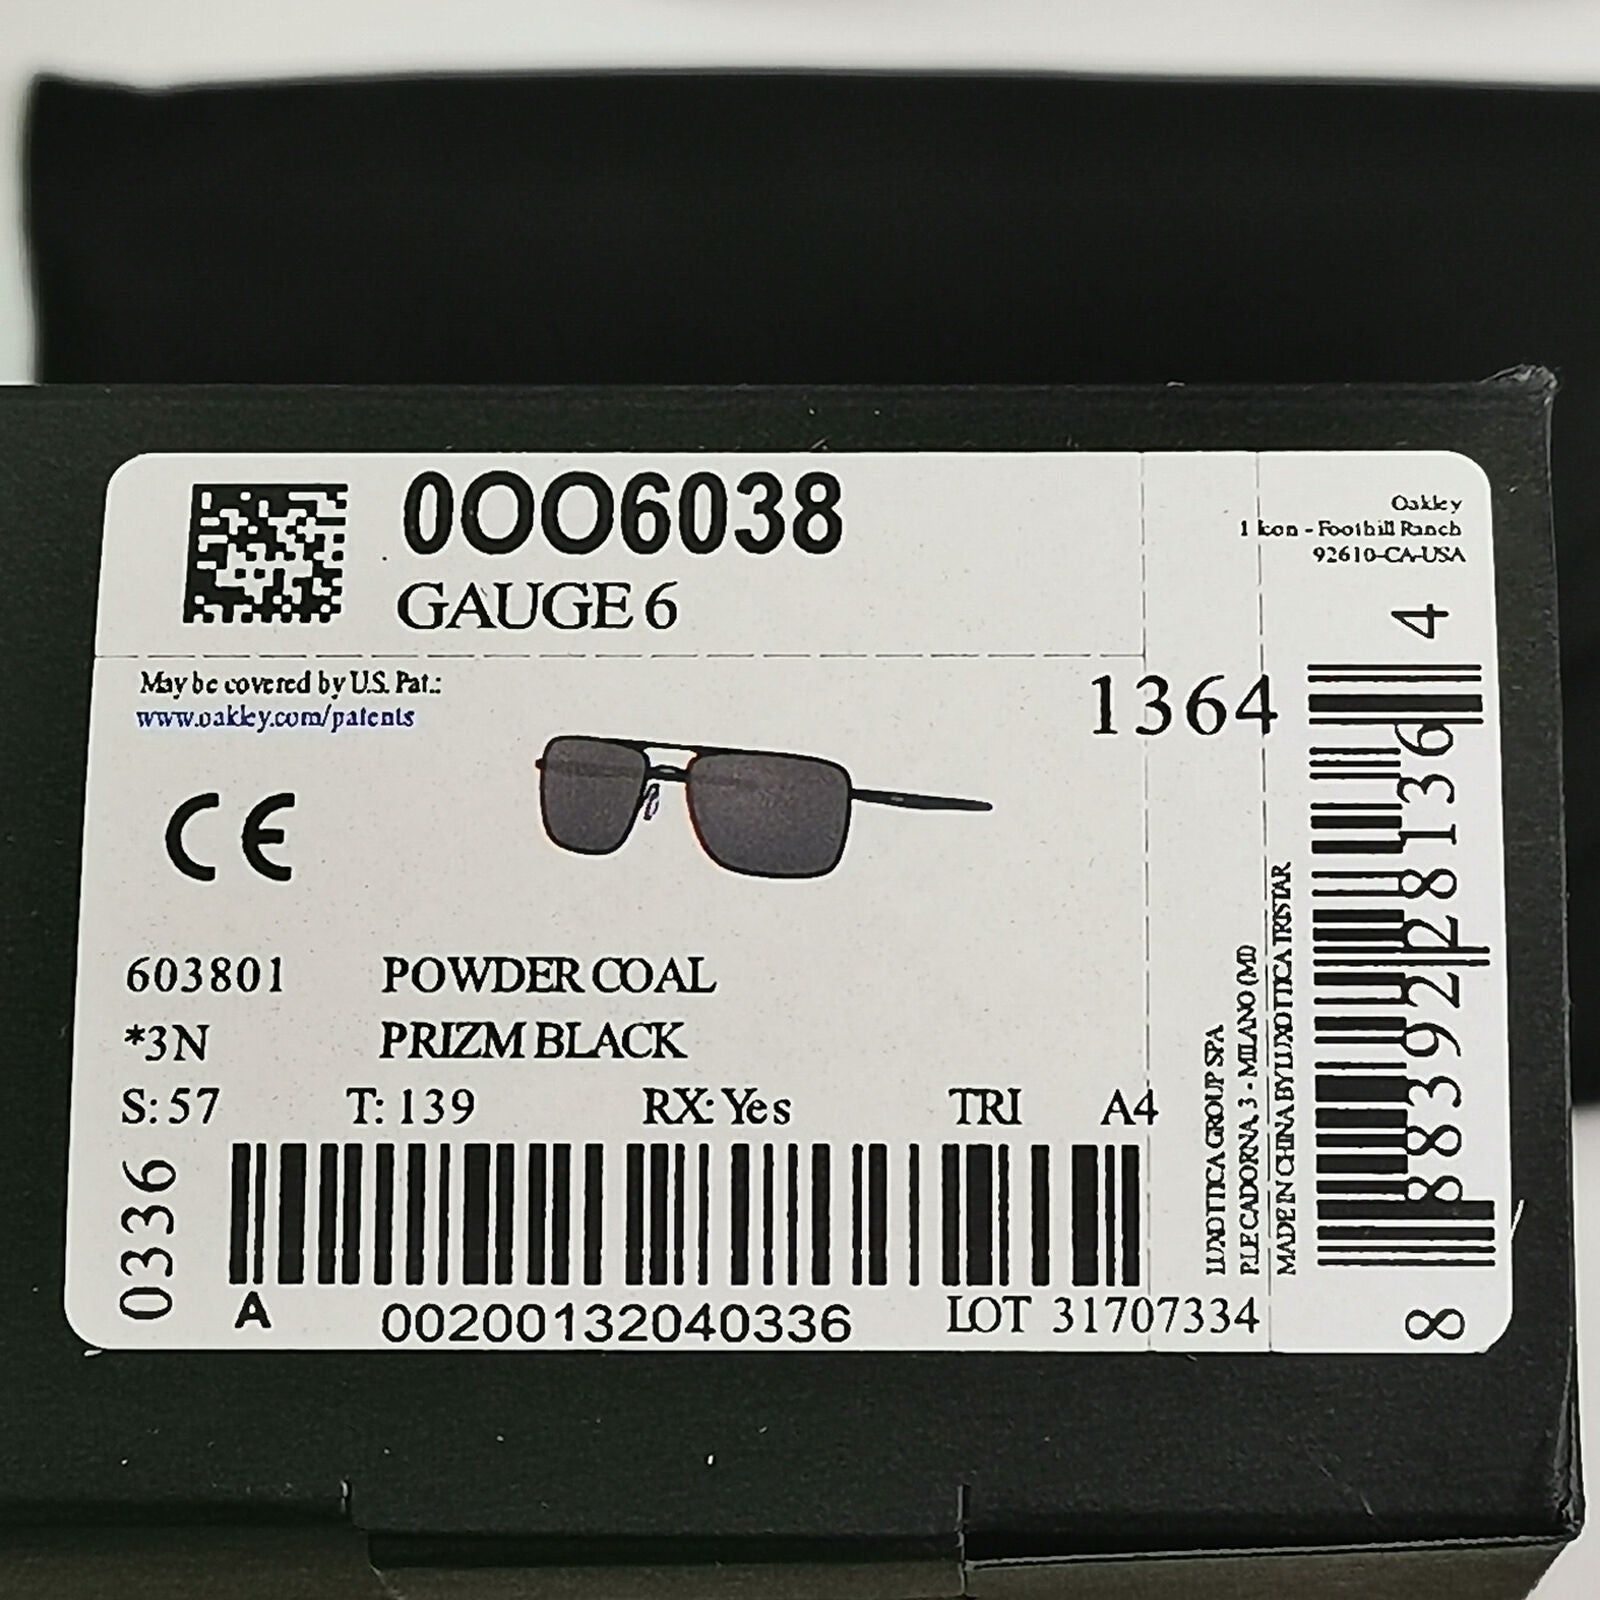 0OO6038
GAUGE 6
Oakley
1 Icon - Foothill Ranch
92610-CA-USA
May be covered by U.S. Pat.:
www.oakley.com/patents
1364
CE
603801 POWDER COAL
*3N PRIZM BLACK
S: 57 T: 139 RX: Yes TRI A4
0336
A
00200132040336
LOT 31707334
LUXOTTICA GROUP SPA
P.LE CADORNA, 3 - MILANO (MI)
MADE IN CHINA BY LUXOTTICA TRISTAR
8 883922 28136 4